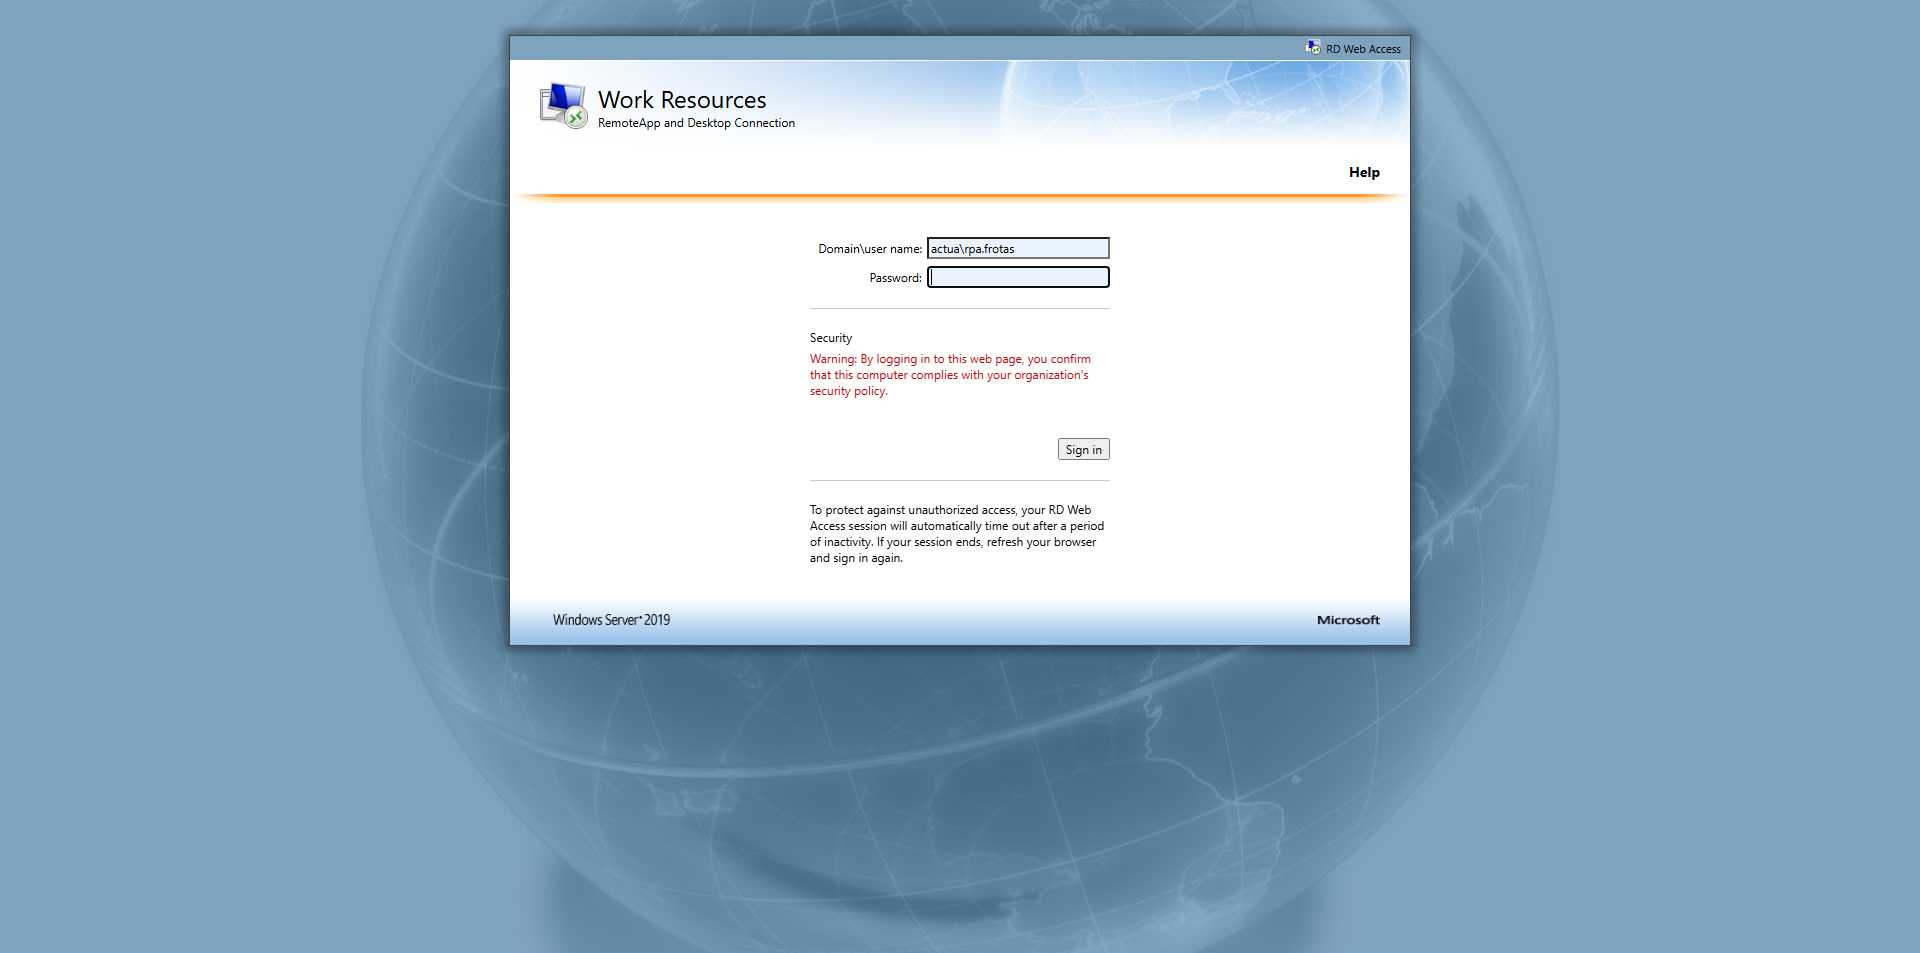 RD Web Access
Work Resources
RemoteApp and Desktop Connection
Help
Domain\user name: actua\rpa.frotas
Password:
Security
Warning: By logging in to this web page, you confirm
that this computer complies with your organization's
security policy.
Sign in
To protect against unauthorized access, your RD Web
Access session will automatically time out after a period
of inactivity. If your session ends, refresh your browser
and sign in again.
Windows Server 2019
Microsoft